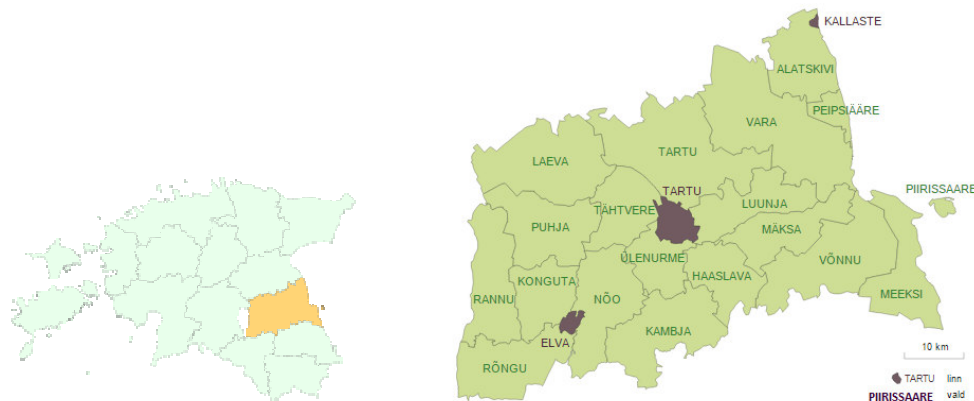 KALLASTE
ALATSKIVI
PEIPSIÄÄRE
VARA
TARTU
LAEVA
TARTU
PIIRISSAARE
LUUNJA
TÄHTVERE
PUHJA
MÄKSA
VÕNNU
ÜLENURME
HAASLAVA
KONGUTA
MEEKSI
RANNU
NÕO
KAMBJA
ELVA
10 km
RÕNGU
TARTU linn
PIIRISSAARE vald